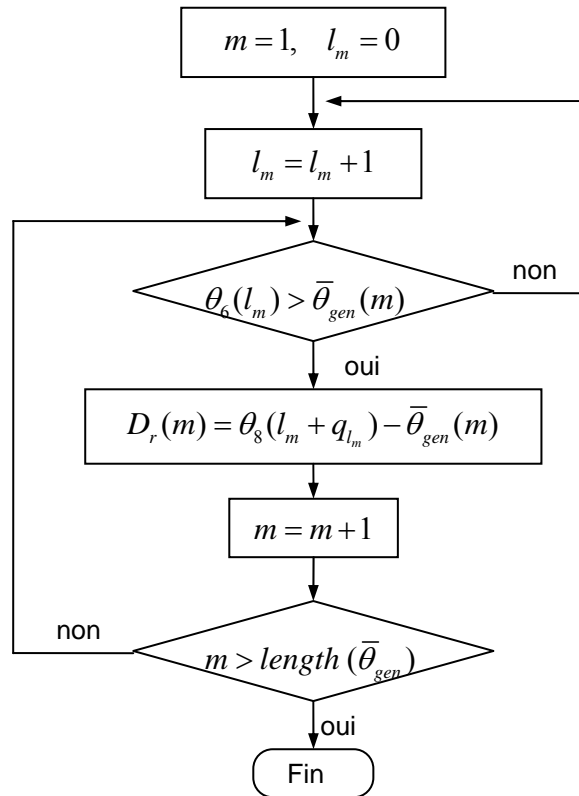 m = 1,   l_m = 0
l_m = l_m + 1
θ_6(l_m) > θ̄_gen(m)
non
oui
D_r(m) = θ_8(l_m + q_{l_m}) − θ̄_gen(m)
m = m + 1
non
m > length(θ̄_gen)
oui
Fin